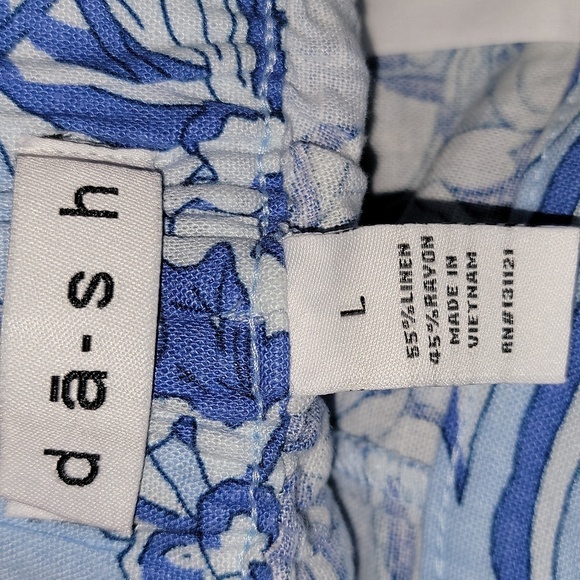 dā-sh
L
55%LINEN
45%RAYON
MADE IN
VIETNAM
RN#131121